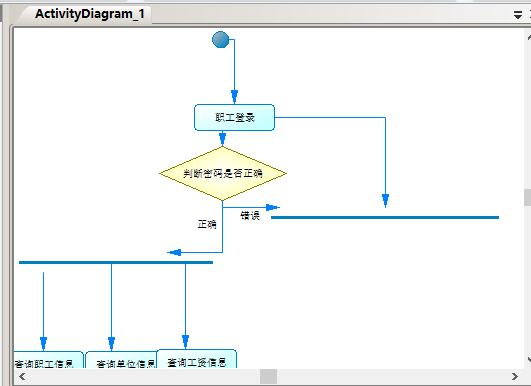 ActivityDiagram_1
职工登录
判断密码是否正确
错误
正确
查询职工信息
查询单位信息
查询工资信息